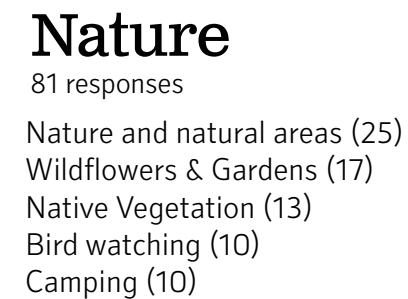 Nature
81 responses
Nature and natural areas (25)
Wildflowers & Gardens (17)
Native Vegetation (13)
Bird watching (10)
Camping (10)